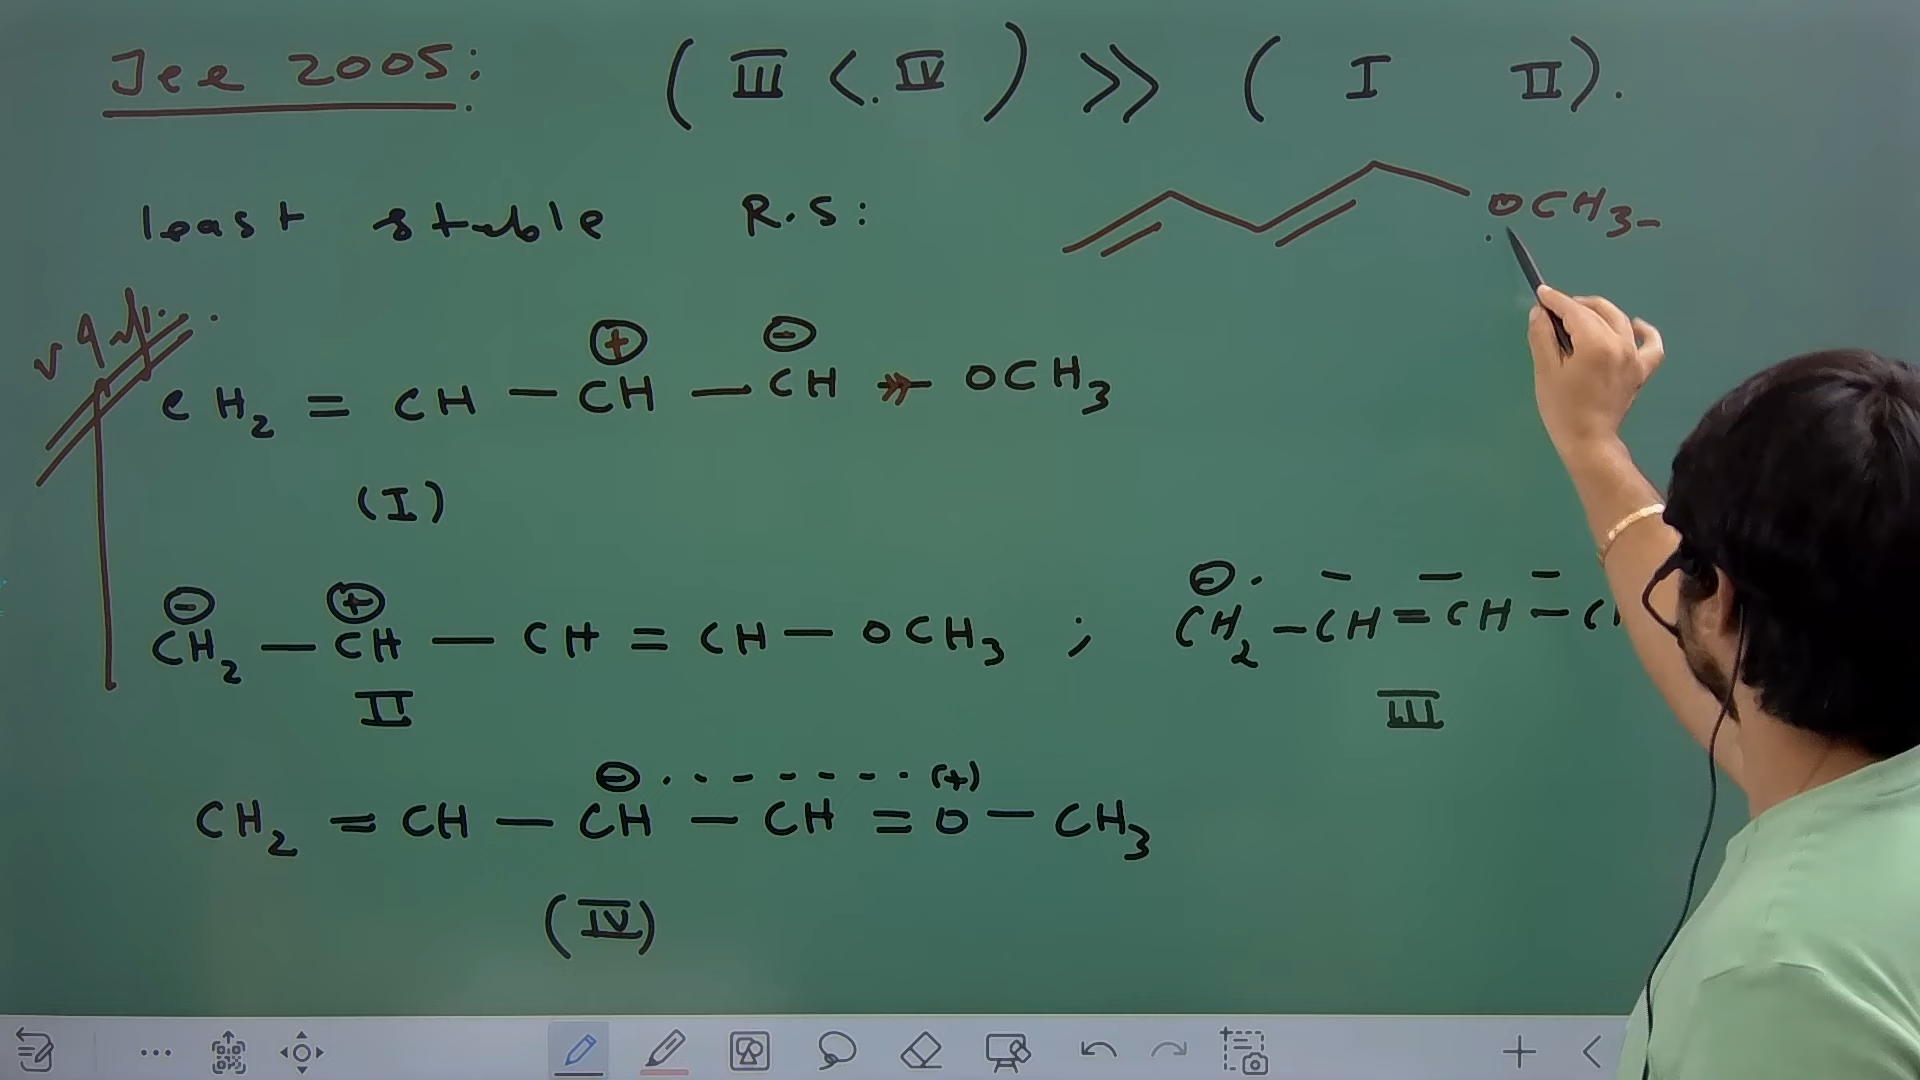 Jee 2005: (III < IV) >> (I II).
least stable R.S: OCH3
⊕ ⊖
CH2 = CH — CH — CH — OCH3
(I)
⊖ ⊕ ⊖
CH2 — CH — CH = CH — OCH3 ; CH2 — CH = CH —
II III
⊖ (+)
CH2 = CH — CH — CH = O — CH3
(IV)